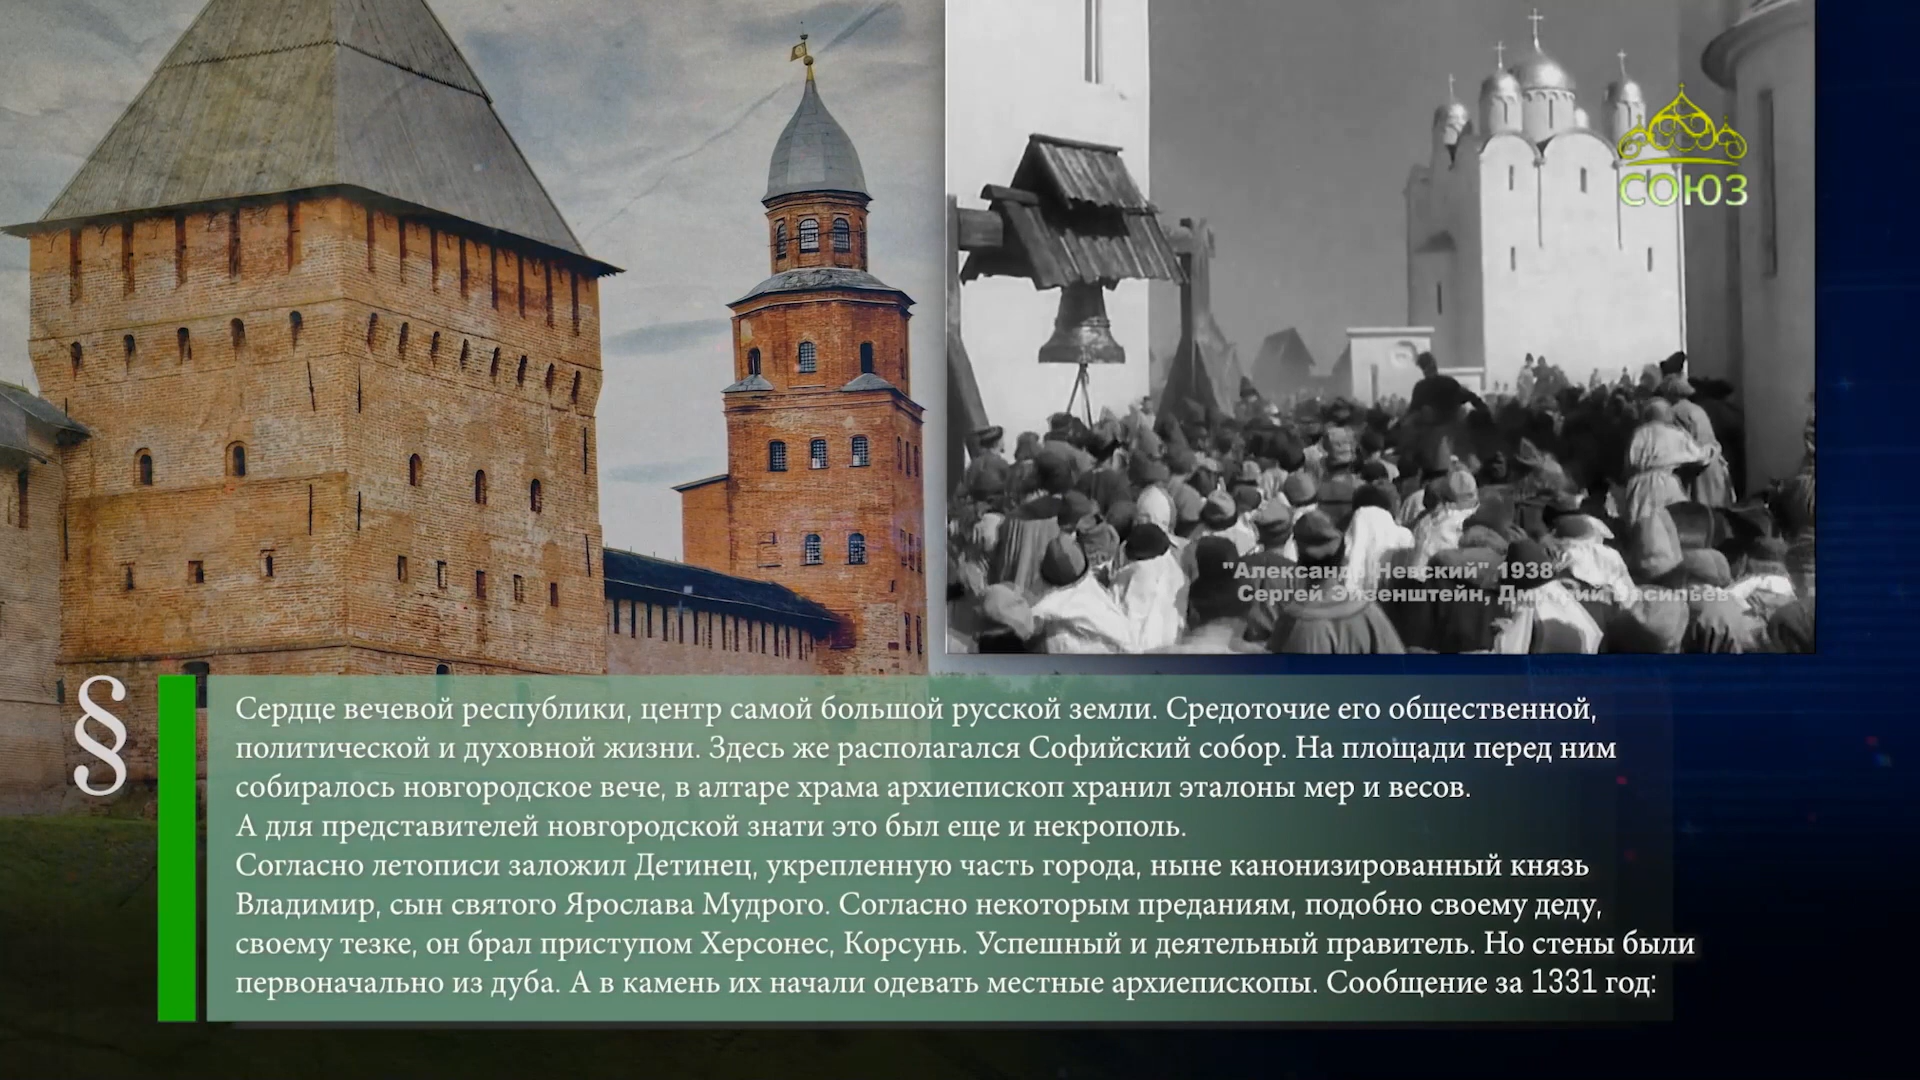 СОЮЗ
"Александр Невский" 1938
Сергей Эйзенштейн, Дмитрий Васильев
§
Сердце вечевой республики, центр самой большой русской земли. Средоточие его общественной,
политической и духовной жизни. Здесь же располагался Софийский собор. На площади перед ним
собиралось новгородское вече, в алтаре храма архиепископ хранил эталоны мер и весов.
А для представителей новгородской знати это был еще и некрополь.
Согласно летописи заложил Детинец, укрепленную часть города, ныне канонизированный князь
Владимир, сын святого Ярослава Мудрого. Согласно некоторым преданиям, подобно своему деду,
своему тезке, он брал приступом Херсонес, Корсунь. Успешный и деятельный правитель. Но стены были
первоначально из дуба. А в камень их начали одевать местные архиепископы. Сообщение за 1331 год: